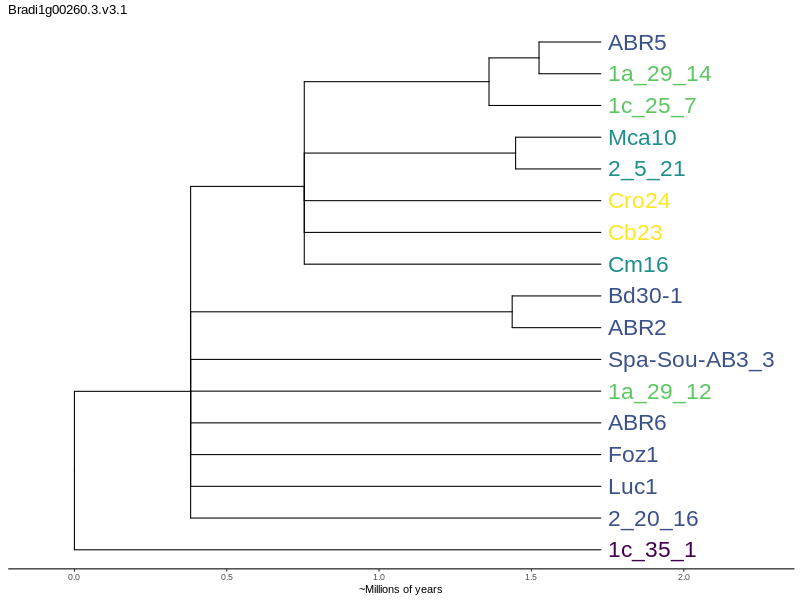 Bradi1g00260.3.v3.1
ABR5
1a_29_14
1c_25_7
Mca10
2_5_21
Cro24
Cb23
Cm16
Bd30-1
ABR2
Spa-Sou-AB3_3
1a_29_12
ABR6
Foz1
Luc1
2_20_16
1c_35_1
0.0 0.5 1.0 1.5 2.0
~Millions of years